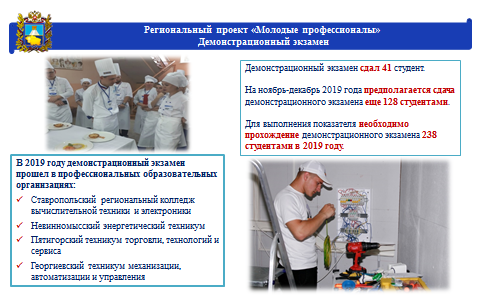 Региональный проект «Молодые профессионалы»
Демонстрационный экзамен
Демонстрационный экзамен сдал 41 студент.
На ноябрь-декабрь 2019 года предполагается сдача
демонстрационного экзамена еще 128 студентами.
Для выполнения показателя необходимо
прохождение демонстрационного экзамена 238
студентами в 2019 году.
В 2019 году демонстрационный экзамен
прошел в профессиональных образовательных
организациях:
✓ Ставропольский региональный колледж
вычислительной техники и электроники
✓ Невинномысский энергетический техникум
✓ Пятигорский техникум торговли, технологий и
сервиса
✓ Георгиевский техникум механизации,
автоматизации и управления